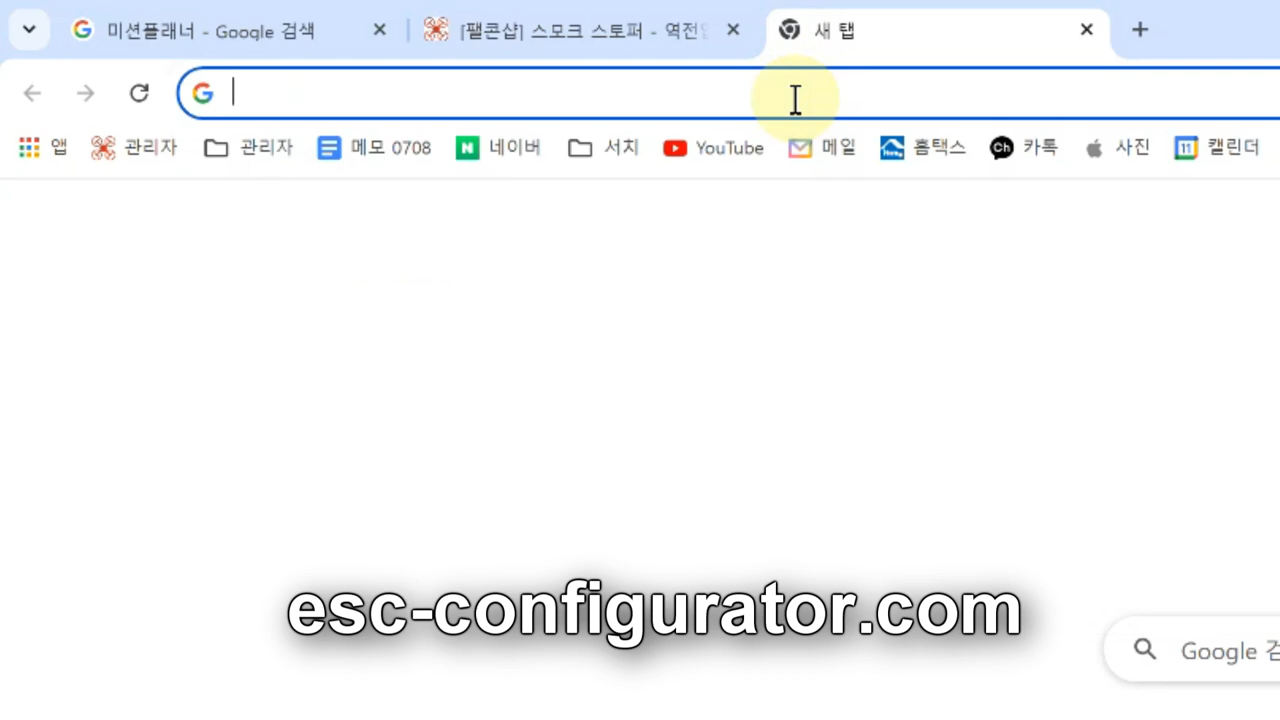 미션플래너 - Google 검색
[팰콘샵] 스모크 스토퍼 - 역전
새 탭
앱
관리자
관리자
메모 0708
네이버
서치
YouTube
메일
홈택스
Ch 카톡
사진
11 캘린더
esc-configurator.com
Google